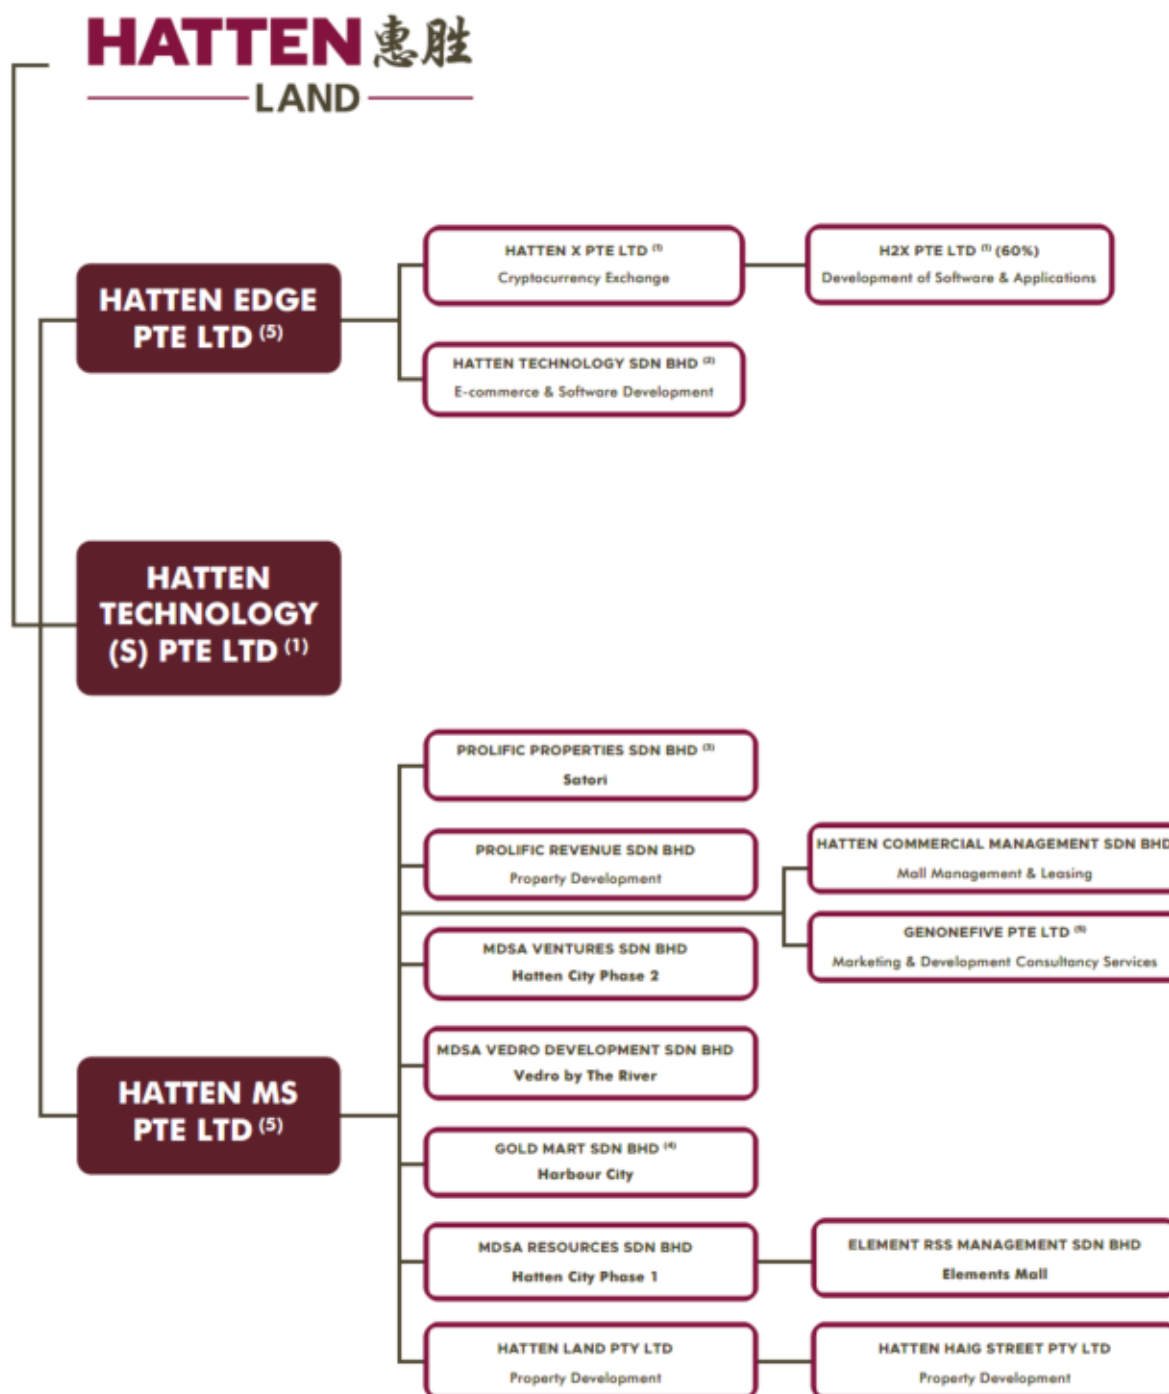 HATTEN 惠胜
LAND
HATTEN EDGE
PTE LTD (5)
HATTEN X PTE LTD (1)
Cryptocurrency Exchange
H2X PTE LTD (1) (60%)
Development of Software & Applications
HATTEN TECHNOLOGY SDN BHD (2)
E-commerce & Software Development
HATTEN
TECHNOLOGY
(S) PTE LTD (1)
HATTEN MS
PTE LTD (5)
PROLIFIC PROPERTIES SDN BHD (3)
Satori
PROLIFIC REVENUE SDN BHD
Property Development
HATTEN COMMERCIAL MANAGEMENT SDN BHD
Mall Management & Leasing
GENONEFIVE PTE LTD (5)
Marketing & Development Consultancy Services
MDSA VENTURES SDN BHD
Hatten City Phase 2
MDSA VEDRO DEVELOPMENT SDN BHD
Vedro by The River
GOLD MART SDN BHD (4)
Harbour City
MDSA RESOURCES SDN BHD
Hatten City Phase 1
ELEMENT RSS MANAGEMENT SDN BHD
Elements Mall
HATTEN LAND PTY LTD
Property Development
HATTEN HAIG STREET PTY LTD
Property Development